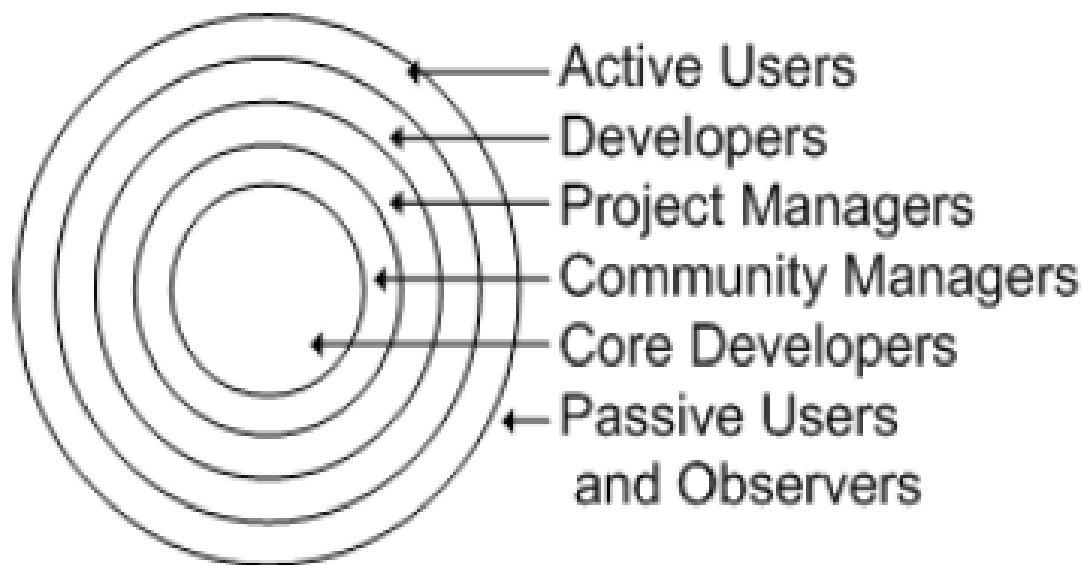 Active Users
Developers
Project Managers
Community Managers
Core Developers
Passive Users
and Observers